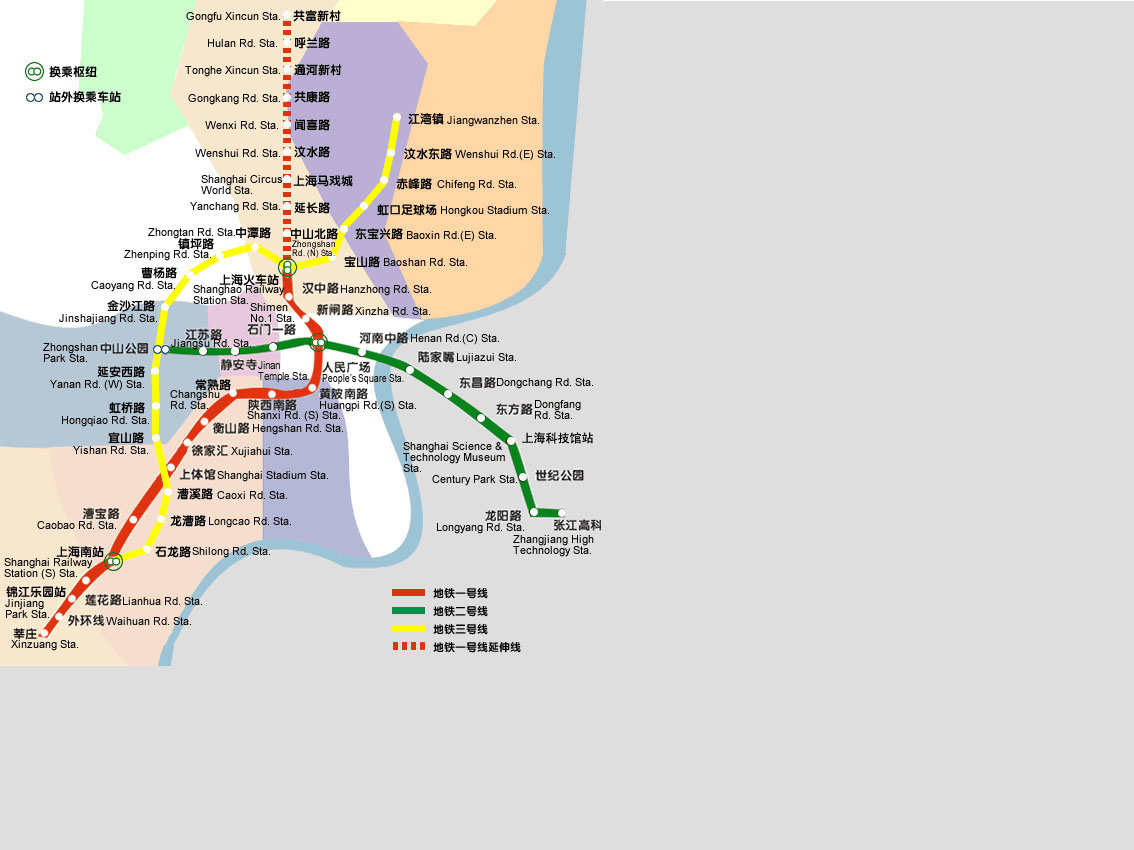 Gongfu Xincun Sta. 共富新村
Hulan Rd. Sta. 呼兰路
Tonghe Xincun Sta. 通河新村
换乘枢纽
站外换乘车站
Gongkang Rd. Sta. 共康路
Wenxi Rd. Sta. 闻喜路
Wenshui Rd. Sta. 汶水路
Shanghai Circus
World Sta.
上海马戏城
Yanchang Rd. Sta. 延长路
江湾镇 Jiangwanzhen Sta.
汶水东路 Wenshui Rd.(E) Sta.
赤峰路 Chifeng Rd. Sta.
虹口足球场 Hongkou Stadium Sta.
东宝兴路 Baoxin Rd.(E) Sta.
宝山路 Baoshan Rd. Sta.
中山北路
Zhongshan
Rd. (N) Sta.
Zhongtan Rd. Sta. 中潭路
镇坪路
Zhenping Rd. Sta.
曹杨路
Caoyang Rd. Sta.
金沙江路
Jinshajiang Rd. Sta.
上海火车站
Shanghao Railway
Station Sta.
汉中路 Hanzhong Rd. Sta.
新闸路 Xinzha Rd. Sta.
Shimen
No.1 Sta.
石门一路
江苏路
Jiangsu Rd. Sta.
Zhongshan
Park Sta.
中山公园
静安寺 Jinan
Temple Sta.
人民广场
People's Square Sta.
河南中路 Henan Rd.(C) Sta.
陆家嘴 Lujiazui Sta.
东昌路 Dongchang Rd. Sta.
东方路 Dongfang
Rd. Sta.
上海科技馆站
Shanghai Science &
Technology Museum
Sta.
世纪公园
Century Park Sta.
龙阳路
Longyang Rd. Sta.
张江高科
Zhangjiang High
Technology Sta.
延安西路
Yanan Rd. (W) Sta.
虹桥路
Hongqiao Rd. Sta.
宜山路
Yishan Rd. Sta.
常熟路
Changshu
Rd. Sta.
陕西南路
Shanxi Rd. (S) Sta.
黄陂南路
Huangpi Rd.(S) Sta.
衡山路 Hengshan Rd. Sta.
徐家汇 Xujiahui Sta.
上体馆 Shanghai Stadium Sta.
漕溪路 Caoxi Rd. Sta.
漕宝路
Caobao Rd. Sta.
龙漕路 Longcao Rd. Sta.
石龙路 Shilong Rd. Sta.
上海南站
Shanghai Railway
Station (S) Sta.
锦江乐园站
Jinjiang
Park Sta.
莲花路 Lianhua Rd. Sta.
外环线 Waihuan Rd. Sta.
莘庄
Xinzuang Sta.
地铁一号线
地铁二号线
地铁三号线
地铁一号线延伸线